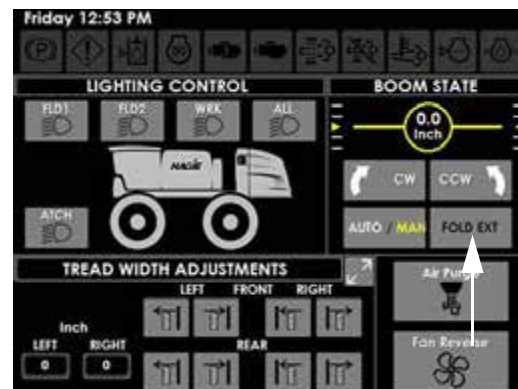 Friday 12:53 PM
LIGHTING CONTROL
FLD1 FLD2 WRK ALL
HAGIE
ATCH
BOOM STATE
0.0
Inch
CW CCW
AUTO / MAN FOLD EXT
TREAD WIDTH ADJUSTMENTS
LEFT FRONT RIGHT
Inch
LEFT RIGHT
REAR
0 0
Air Purge
Fan Reverse